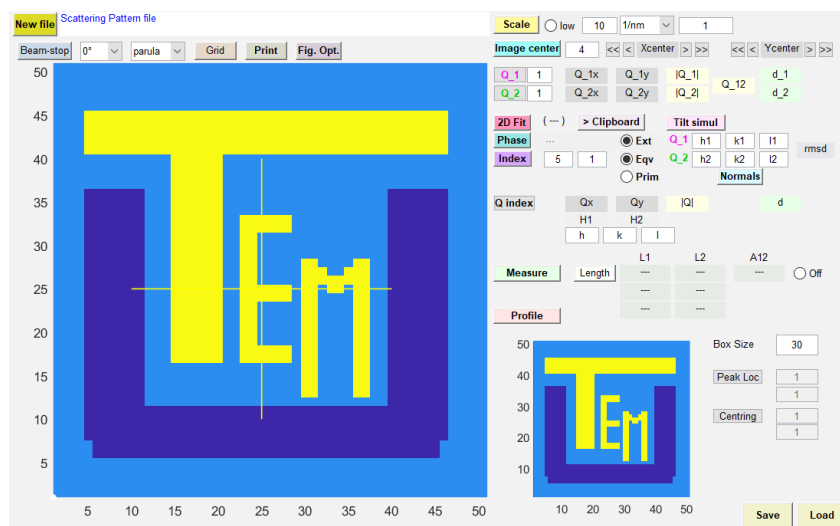 New file Scattering Pattern file
Scale low 10 1/nm 1
Beam-stop 0° parula Grid Print Fig. Opt.
Image center 4 << < Xcenter > >> << < Ycenter > >>
Q_1 1 Q_1x Q_1y |Q_1| Q_12 d_1
Q_2 1 Q_2x Q_2y |Q_2| d_2
2D Fit ( --- ) > Clipboard Tilt simul
Phase ... Ext Q_1 h1 k1 l1 rmsd
Index 5 1 Eqv Q_2 h2 k2 l2
Prim Normals
Q index Qx Qy |Q| d
H1 H2
h k l
L1 L2 A12
Measure Length --- --- --- Off
--- ---
--- ---
Profile
50
45
40
35
30
25
20
15
10
5
5 10 15 20 25 30 35 40 45 50
TEM
50
40
30
20
10
10 20 30 40 50
TEM
Box Size 30
Peak Loc 1
1
Centring 1
1
Save Load